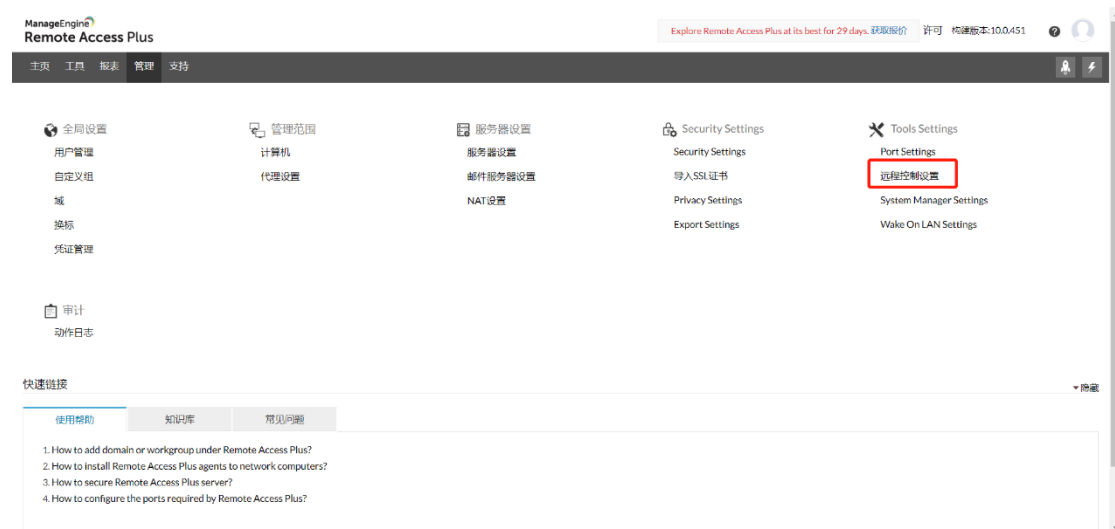 ManageEngine
Remote Access Plus
Explore Remote Access Plus at its best for 29 days. 获取报价 许可 构建版本:10.0.451
主页 工具 报表 管理 支持
全局设置 管理范围 服务器设置 Security Settings Tools Settings
用户管理 计算机 服务器设置 Security Settings Port Settings
自定义组 代理设置 邮件服务器设置 导入SSL证书 远程控制设置
域 NAT设置 Privacy Settings System Manager Settings
换标 Export Settings Wake On LAN Settings
凭证管理
审计
动作日志
快速链接 隐藏
使用帮助 知识库 常见问题
1. How to add domain or workgroup under Remote Access Plus?
2. How to install Remote Access Plus agents to network computers?
3. How to secure Remote Access Plus server?
4. How to configure the ports required by Remote Access Plus?